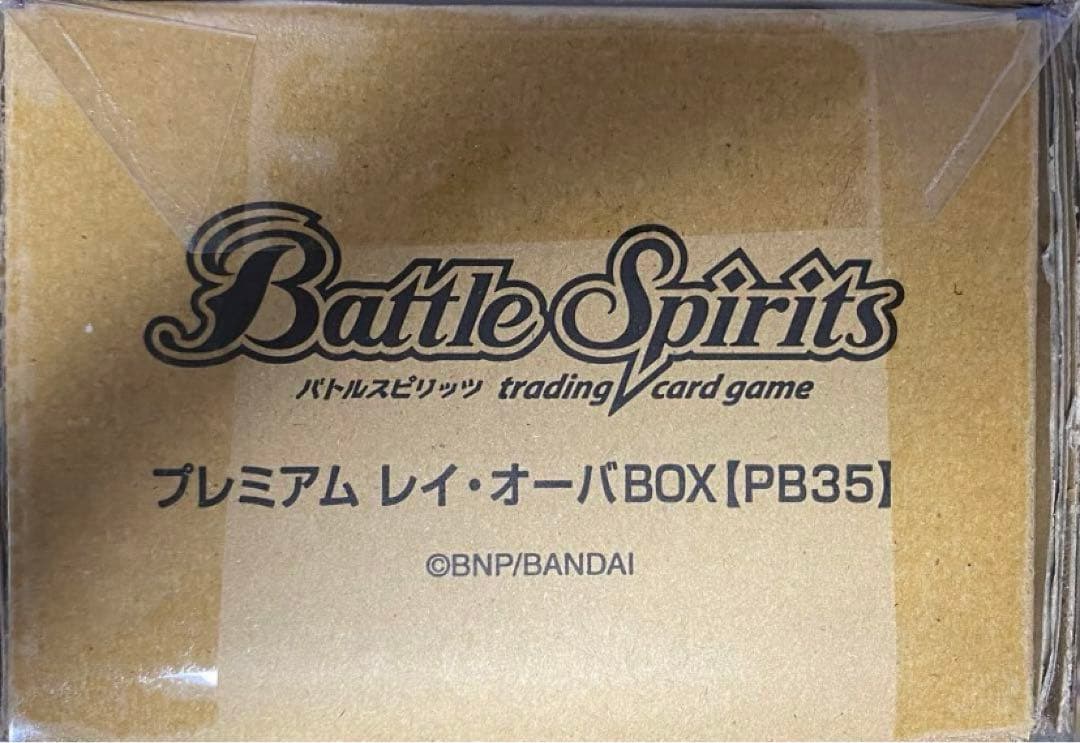 Battle Spirits
バトルスピリッツ trading card game
プレミアム レイ・オーバBOX【PB35】
©BNP/BANDAI